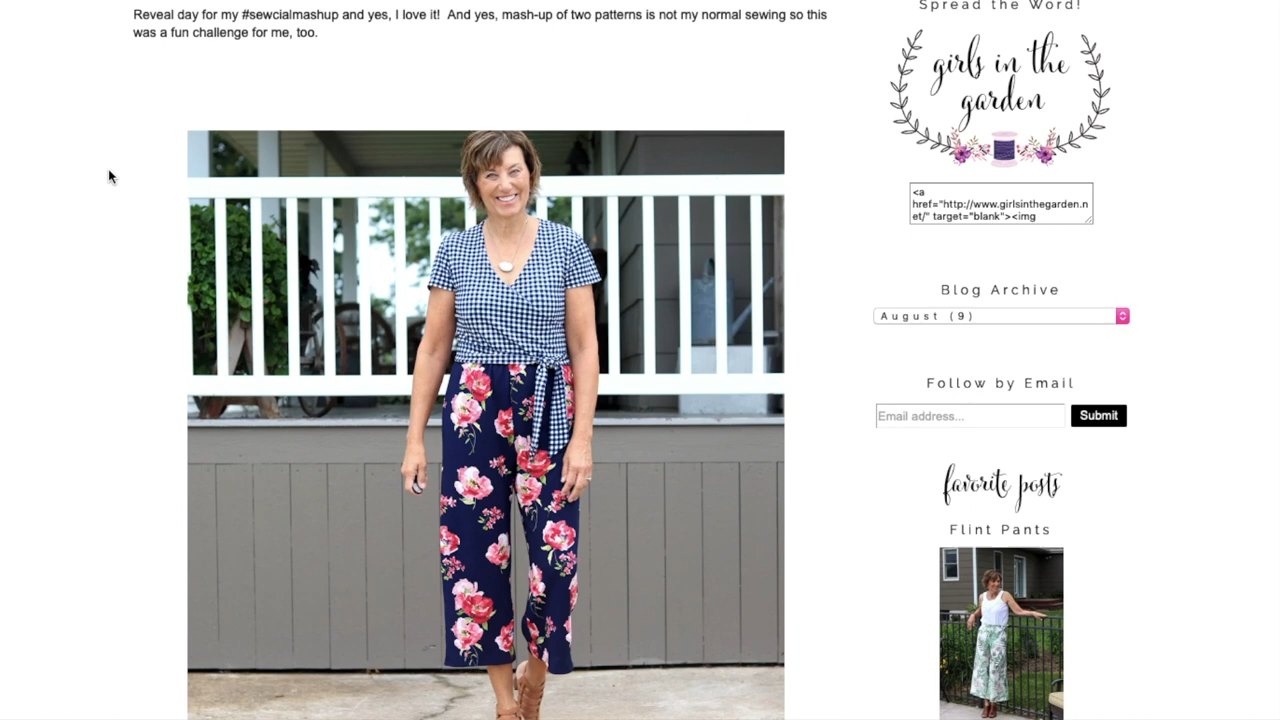 Reveal day for my #sewcialmashup and yes, I love it!  And yes, mash-up of two patterns is not my normal sewing so this
was a fun challenge for me, too.
Spread the Word!
girls in the
garden
<a
href="http://www.girlsinthegarden.n
et/" target="blank"><img
Blog Archive
August (9)
Follow by Email
Email address...
Submit
favorite posts
Flint Pants